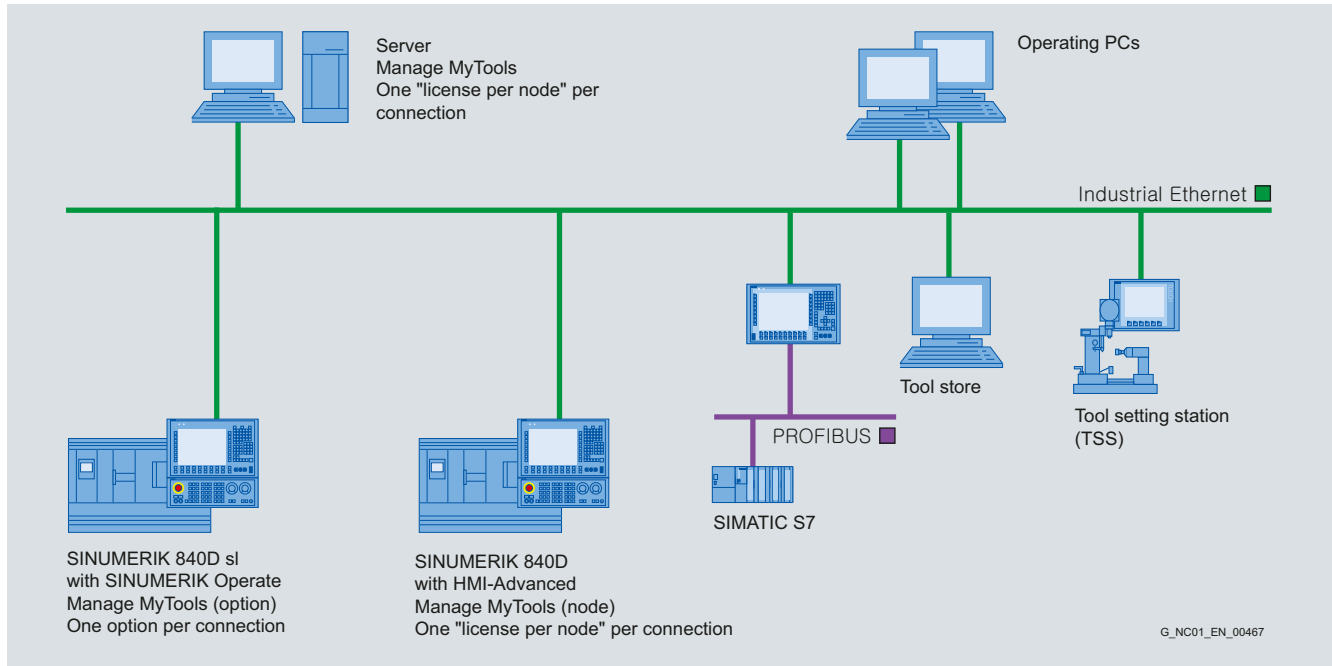 Server
Manage MyTools
One "license per node" per
connection
Operating PCs
Industrial Ethernet
Tool store
Tool setting station
(TSS)
PROFIBUS
SIMATIC S7
SINUMERIK 840D sl
with SINUMERIK Operate
Manage MyTools (option)
One option per connection
SINUMERIK 840D
with HMI-Advanced
Manage MyTools (node)
One "license per node" per connection
G_NC01_EN_00467